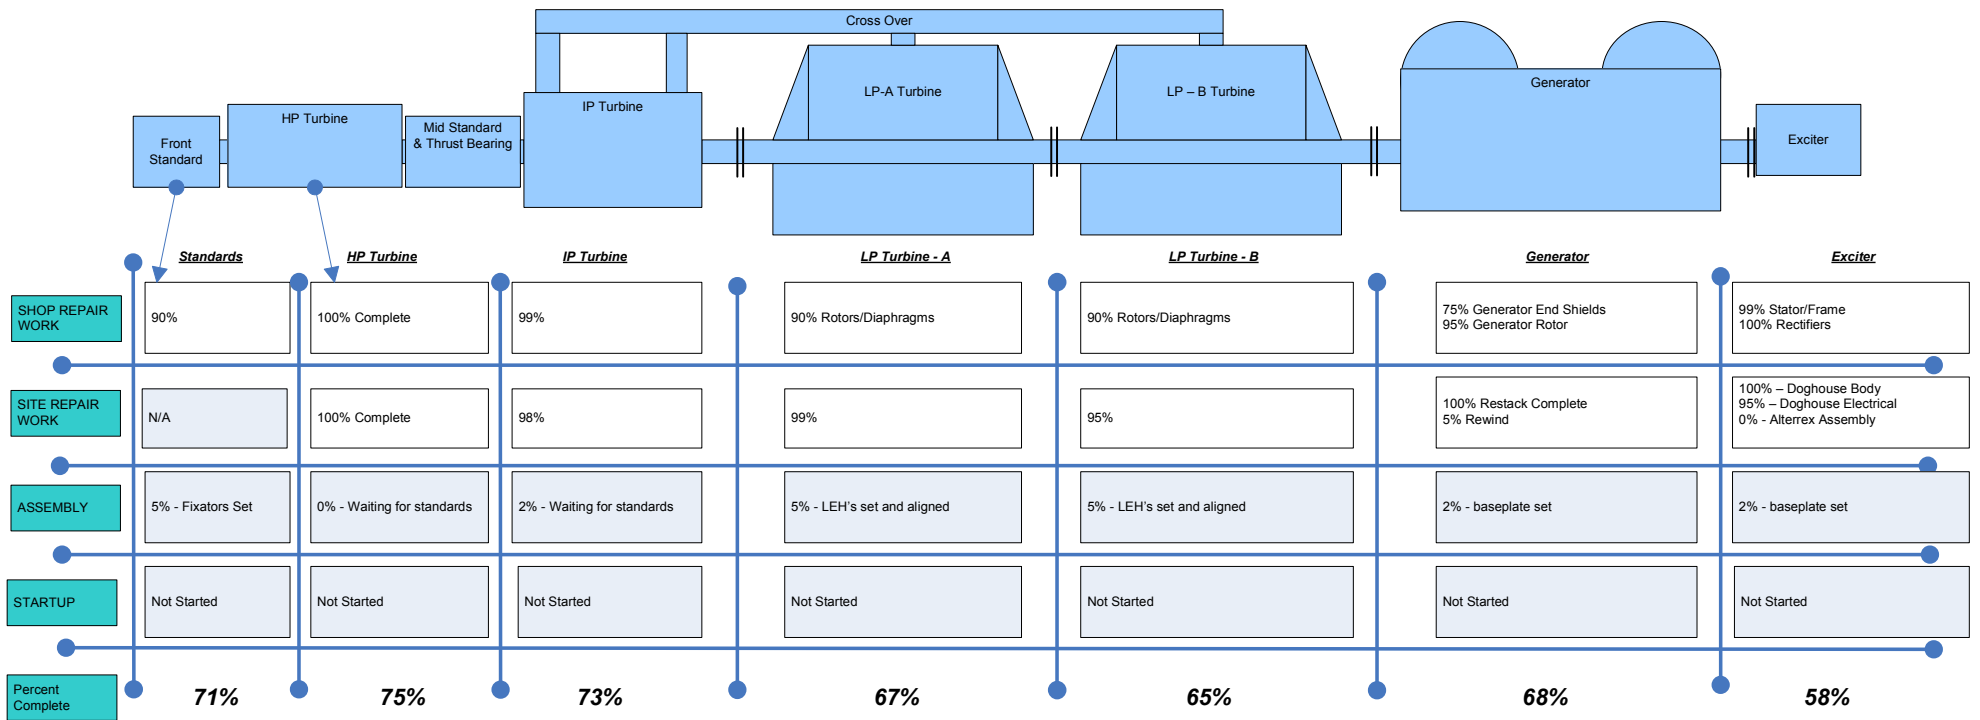 Cross Over
Front
Standard
HP Turbine
Mid Standard
& Thrust Bearing
IP Turbine
LP-A Turbine
LP – B Turbine
Generator
Exciter
Standards
HP Turbine
IP Turbine
LP Turbine - A
LP Turbine - B
Generator
Exciter
SHOP REPAIR
WORK
90%
100% Complete
99%
90% Rotors/Diaphragms
90% Rotors/Diaphragms
75% Generator End Shields
95% Generator Rotor
99% Stator/Frame
100% Rectifiers
SITE REPAIR
WORK
N/A
100% Complete
98%
99%
95%
100% Restack Complete
5% Rewind
100% – Doghouse Body
95% – Doghouse Electrical
0% - Alterrex Assembly
ASSEMBLY
5% - Fixators Set
0% - Waiting for standards
2% - Waiting for standards
5% - LEH's set and aligned
5% - LEH's set and aligned
2% - baseplate set
2% - baseplate set
STARTUP
Not Started
Not Started
Not Started
Not Started
Not Started
Not Started
Not Started
Percent
Complete
71%
75%
73%
67%
65%
68%
58%